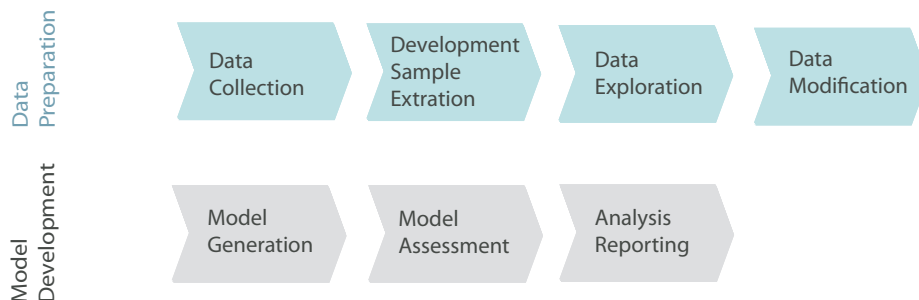 Data
Preparation
Data
Collection
Development
Sample
Extration
Data
Exploration
Data
Modification
Model
Development
Model
Generation
Model
Assessment
Analysis
Reporting